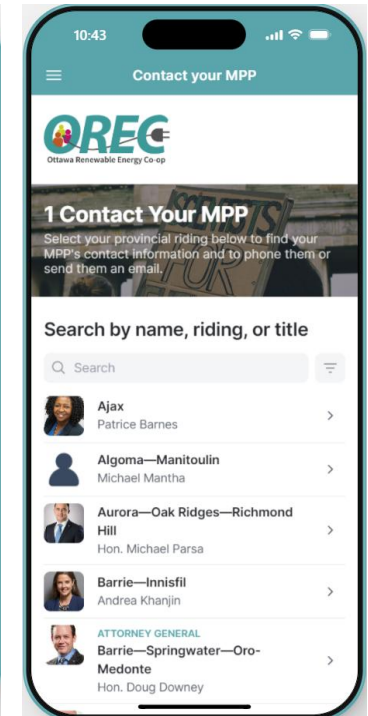 10:43
Contact your MPP
OREC
Ottawa Renewable Energy Co-op
SCIENTISTS
FOR
1 Contact Your MPP
Select your provincial riding below to find your
MPP's contact information and to phone them or
send them an email.
Search by name, riding, or title
Search
Ajax
Patrice Barnes
Algoma—Manitoulin
Michael Mantha
Aurora—Oak Ridges—Richmond
Hill
Hon. Michael Parsa
Barrie—Innisfil
Andrea Khanjin
ATTORNEY GENERAL
Barrie—Springwater—Oro-
Medonte
Hon. Doug Downey